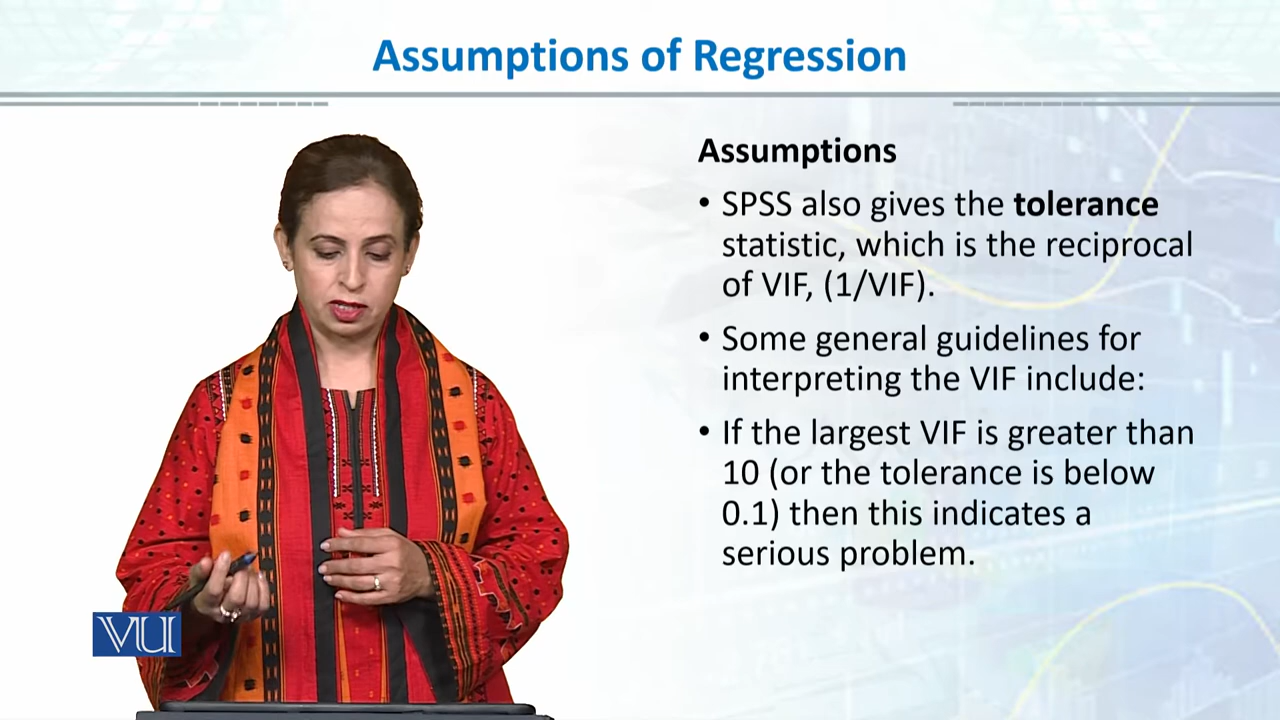 Assumptions of Regression
Assumptions
• SPSS also gives the tolerance
statistic, which is the reciprocal
of VIF, (1/VIF).
• Some general guidelines for
interpreting the VIF include:
• If the largest VIF is greater than
10 (or the tolerance is below
0.1) then this indicates a
serious problem.
VU